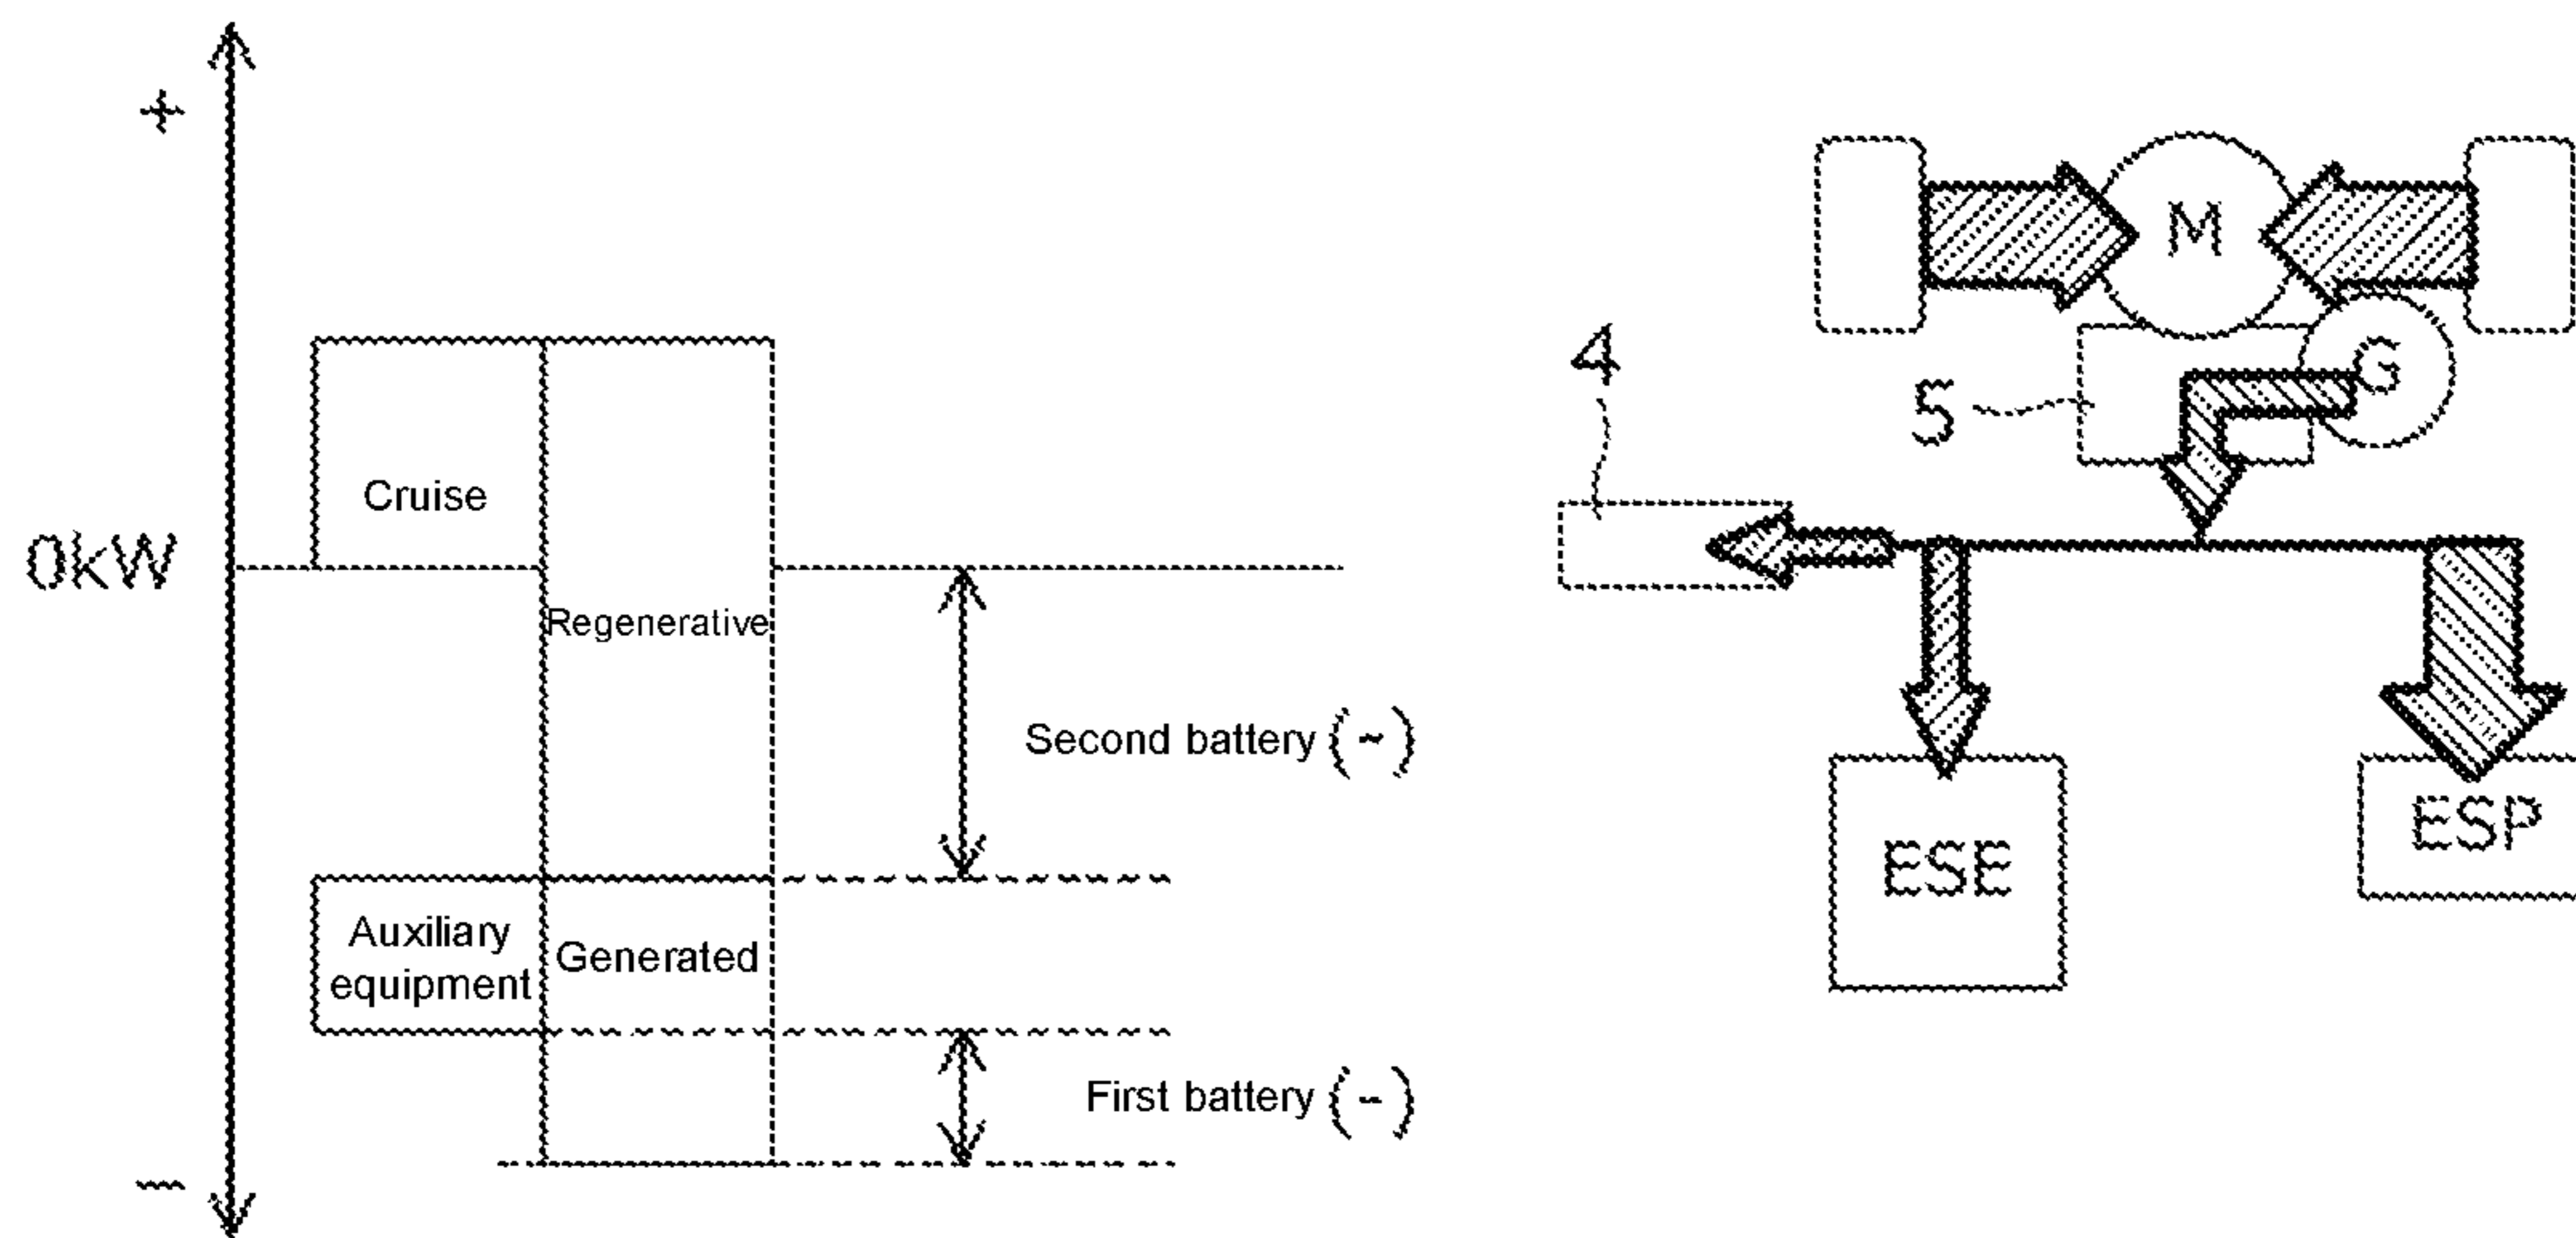 +
Cruise
0kW
Regenerative
Second battery (-)
Auxiliary
equipment
Generated
First battery (-)
−
M
G
4
5
ESE
ESP